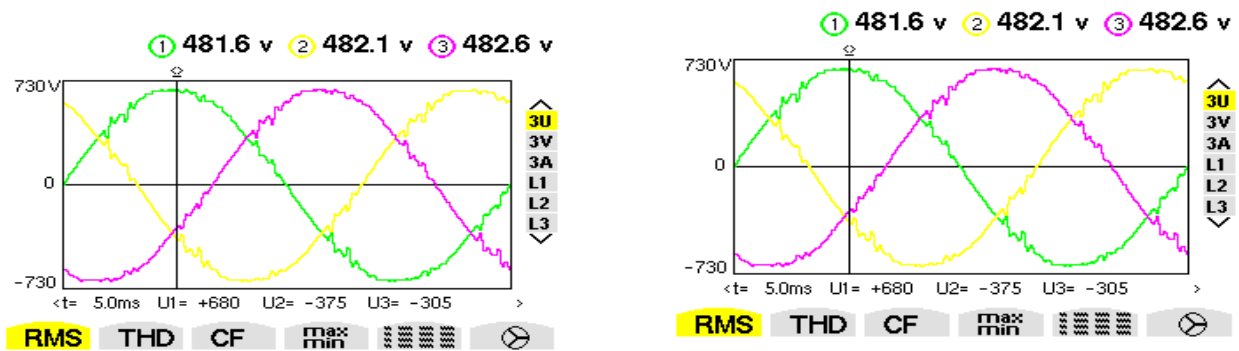 ① 481.6 v ② 482.1 v ③ 482.6 v
730V
0
-730
3U
3V
3A
L1
L2
L3
<t= 5.0ms U1= +680 U2= -375 U3= -305 >
RMS THD CF max min
① 481.6 v ② 482.1 v ③ 482.6 v
730V
0
-730
3U
3V
3A
L1
L2
L3
<t= 5.0ms U1= +680 U2= -375 U3= -305 >
RMS THD CF max min